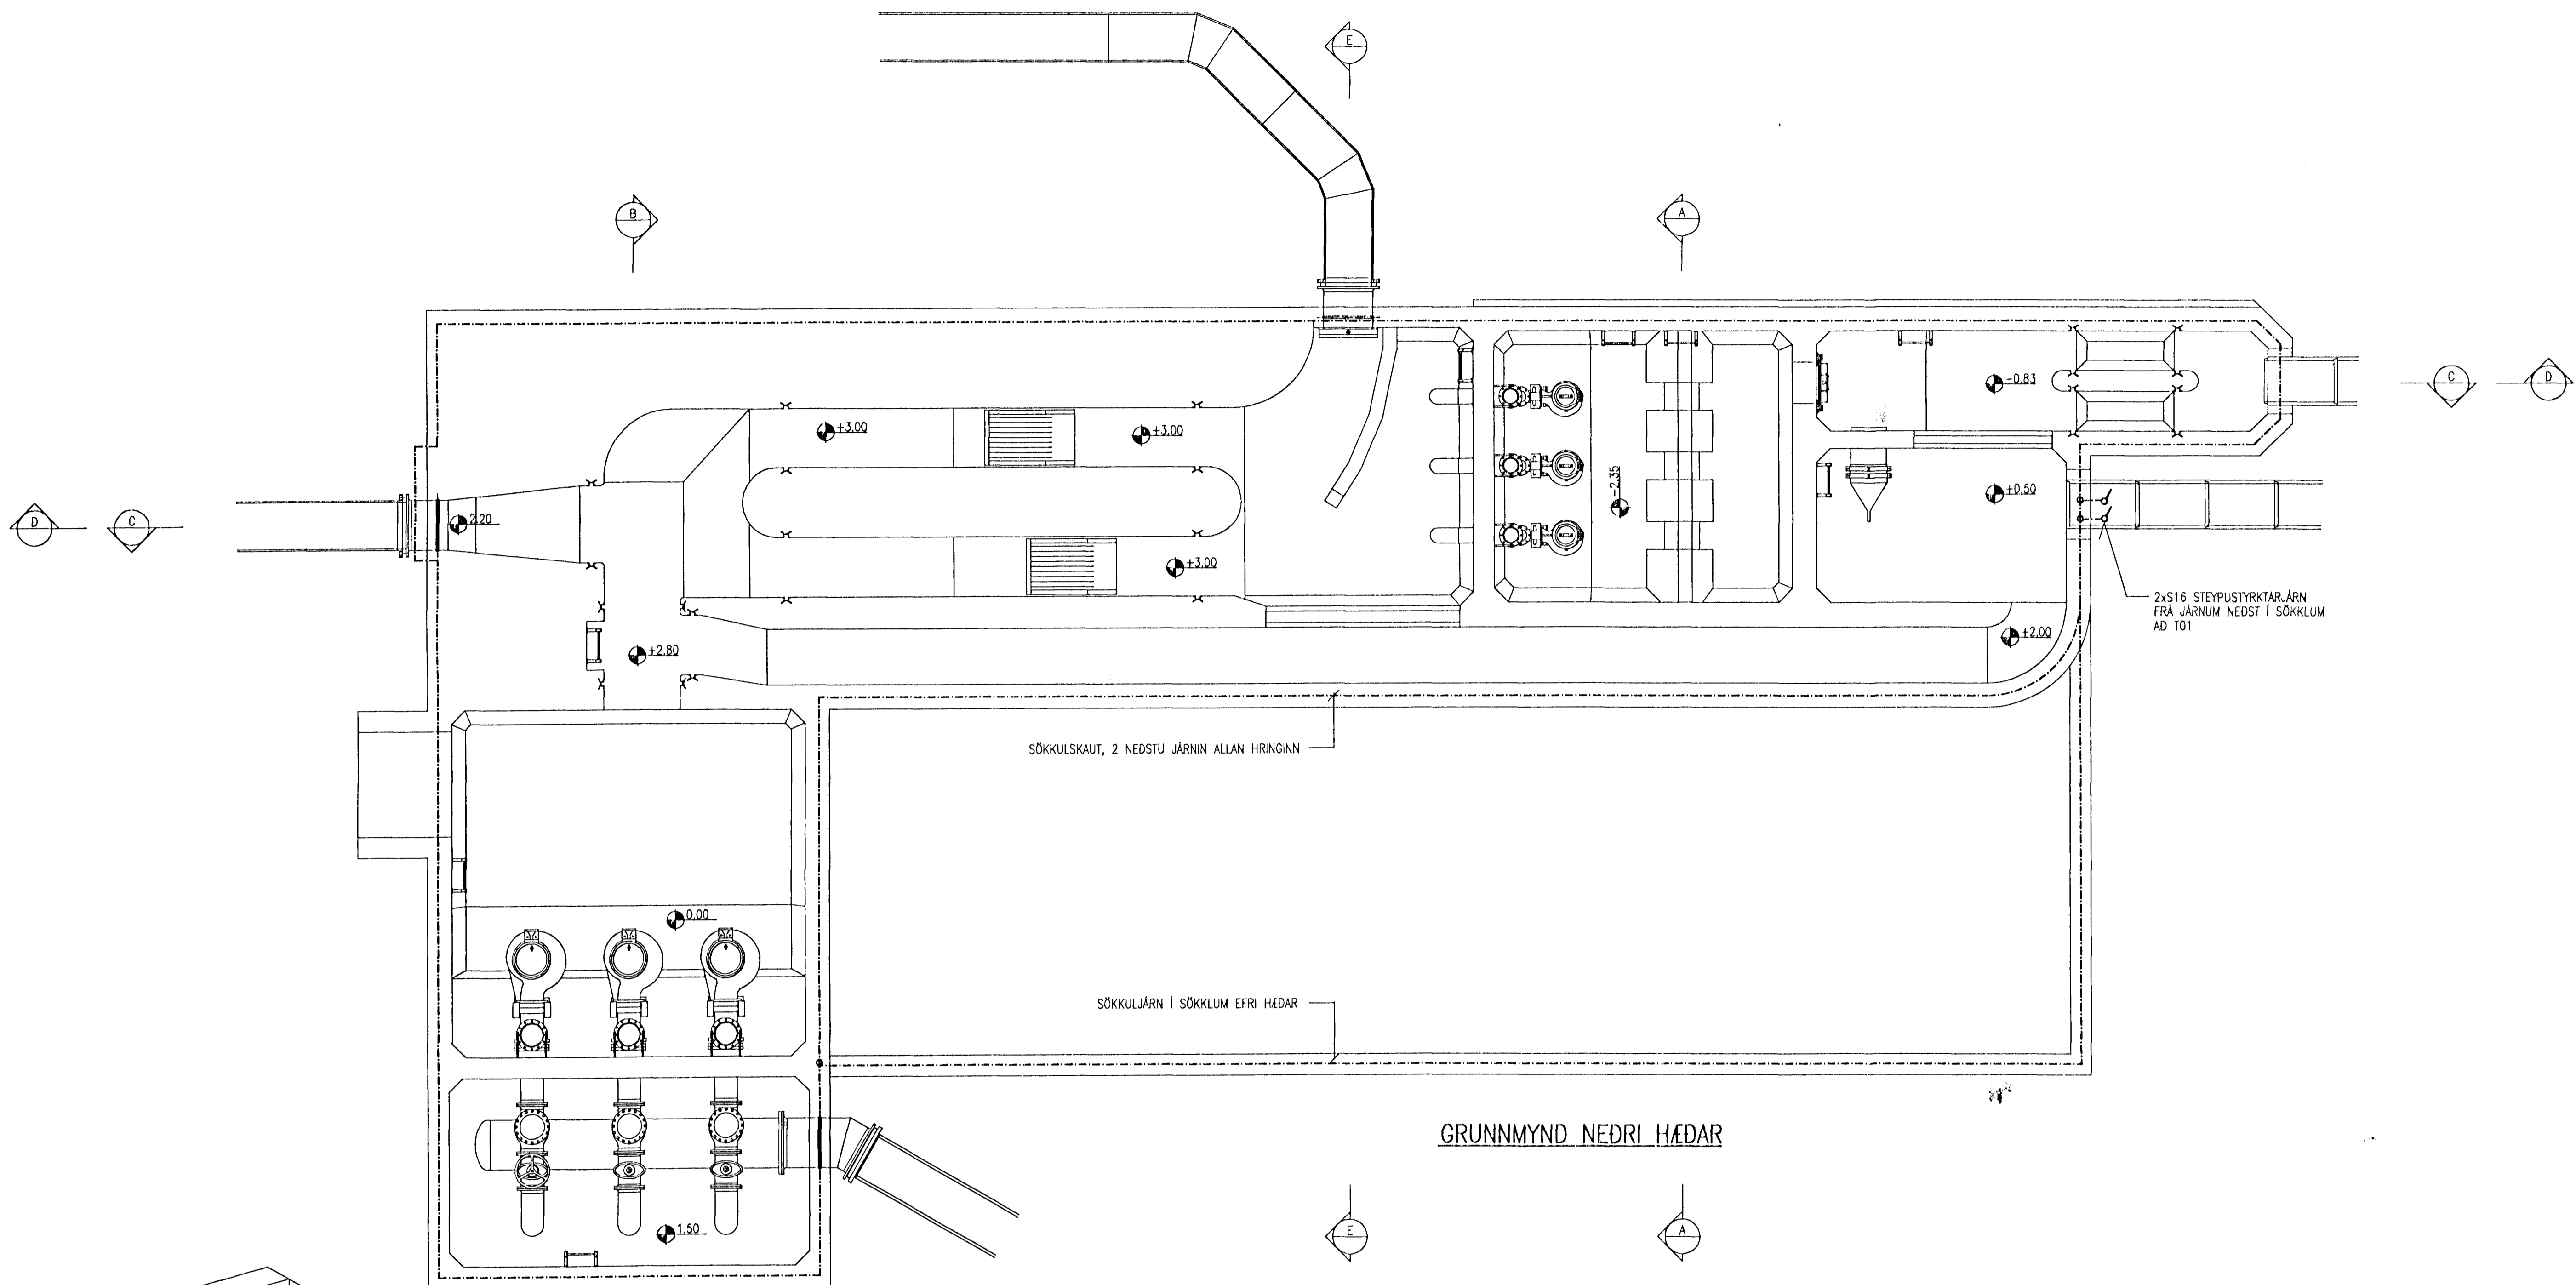 E
B
A
+3,00
+3,00
-0,83
C
D
D
C
2,20
-2,35
+0,50
+3,00
2xS16 STEYPUSTYRKTARJÁRN
FRÁ JÁRNUM NEÐST Í SÖKKLUM
AÐ T01
+2,00
+2,80
SÖKKULSKAUT, 2 NEÐSTU JÁRNIN ALLAN HRINGINN
0,00
SÖKKULJÁRN Í SÖKKLUM EFRI HÆÐAR
GRUNNMYND NEÐRI HÆÐAR
1,50
E
A